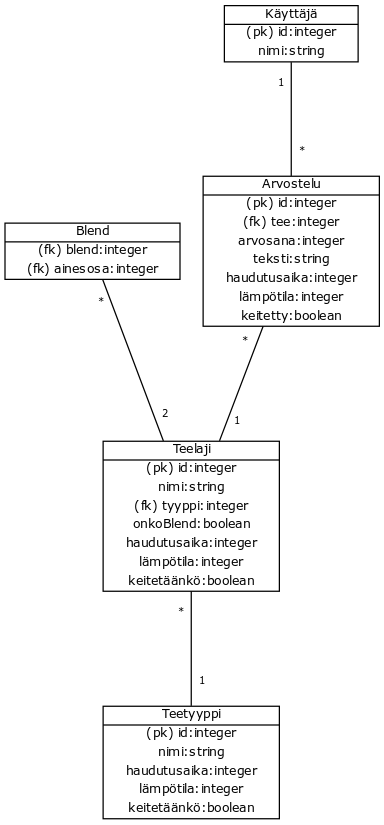 Käyttäjä
(pk) id:integer
nimi:string
1
*
Arvostelu
(pk) id:integer
(fk) tee:integer
arvosana:integer
teksti:string
haudutusaika:integer
lämpötila:integer
keitetty:boolean
Blend
(fk) blend:integer
(fk) ainesosa:integer
*
*
2
1
Teelaji
(pk) id:integer
nimi:string
(fk) tyyppi:integer
onkoBlend:boolean
haudutusaika:integer
lämpötila:integer
keitetäänkö:boolean
*
1
Teetyyppi
(pk) id:integer
nimi:string
haudutusaika:integer
lämpötila:integer
keitetäänkö:boolean